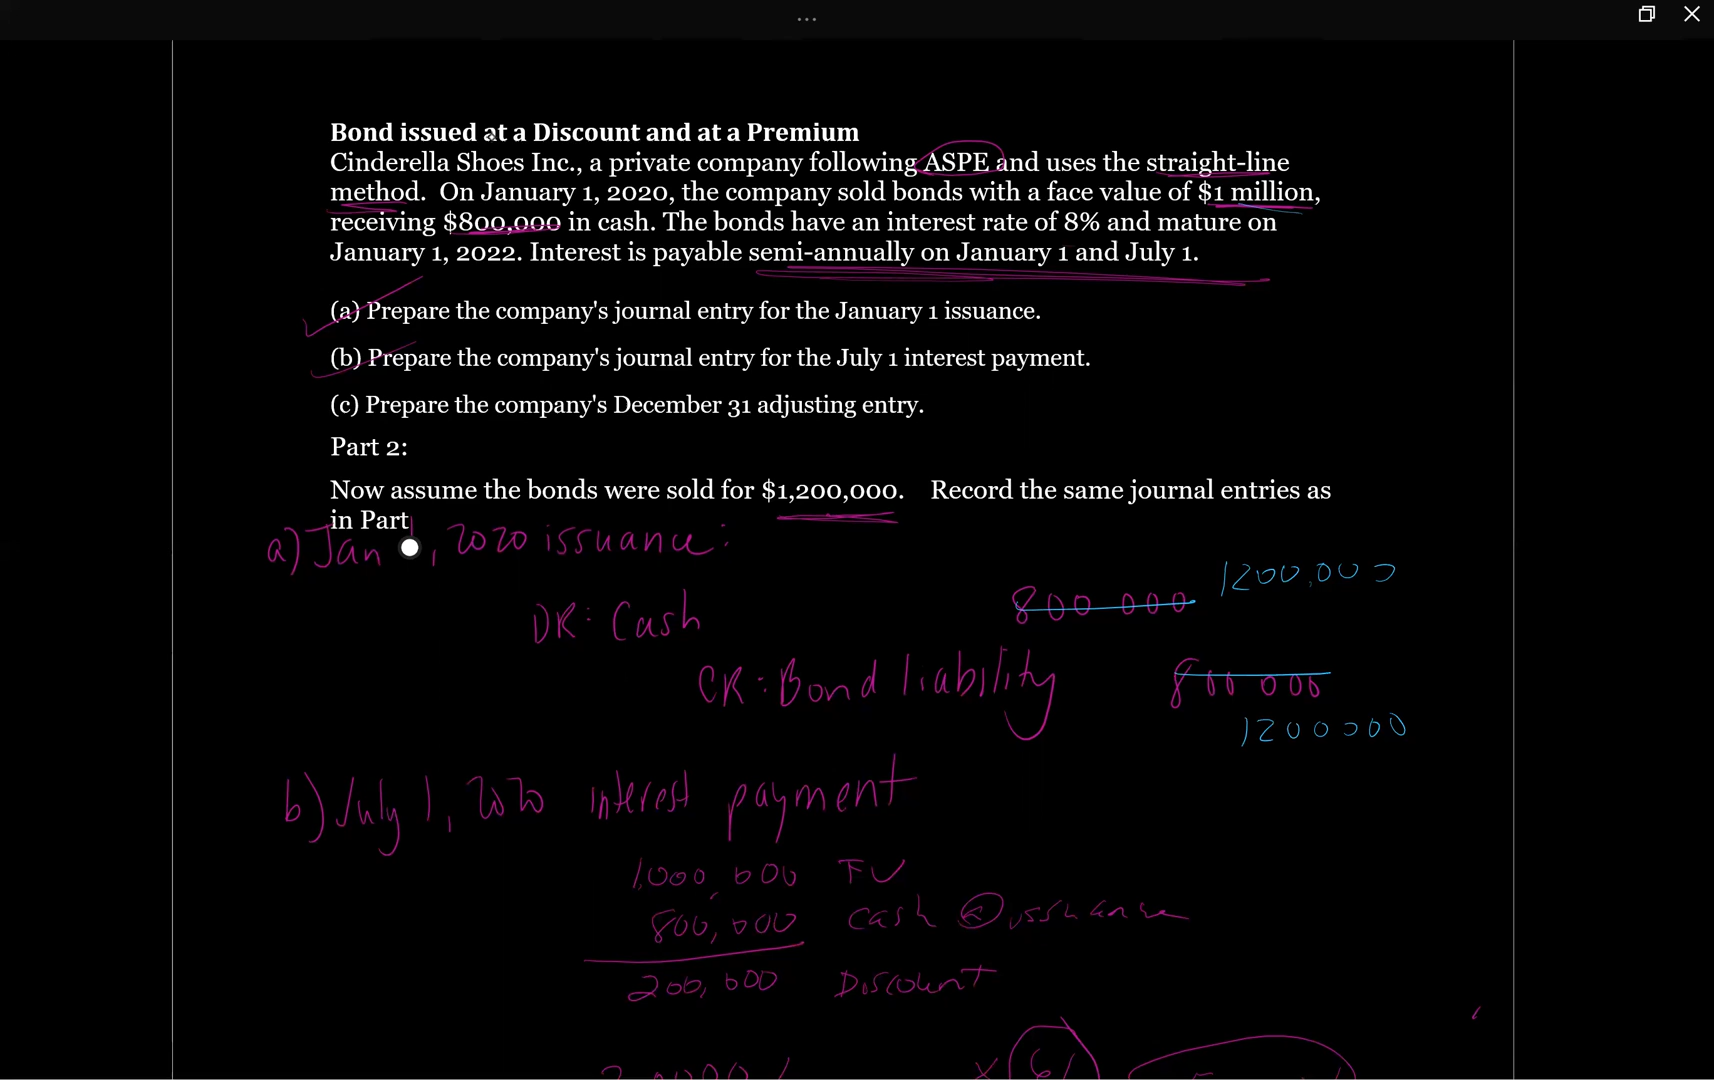 Bond issued at a Discount and at a Premium
Cinderella Shoes Inc., a private company following ASPE and uses the straight-line
method. On January 1, 2020, the company sold bonds with a face value of $1 million,
receiving $800,000 in cash. The bonds have an interest rate of 8% and mature on
January 1, 2022. Interest is payable semi-annually on January 1 and July 1.
(a) Prepare the company's journal entry for the January 1 issuance.
(b) Prepare the company's journal entry for the July 1 interest payment.
(c) Prepare the company's December 31 adjusting entry.
Part 2:
Now assume the bonds were sold for $1,200,000. Record the same journal entries as
in Part
a) Jan 1, 2020 issuance:
DR: Cash 800 000 1200,000
CR: Bond liability 800 000
1200000
b) July 1, 2020 interest payment
1,000,000 FV
800,000 Cash @ issuance
200,000 Discount